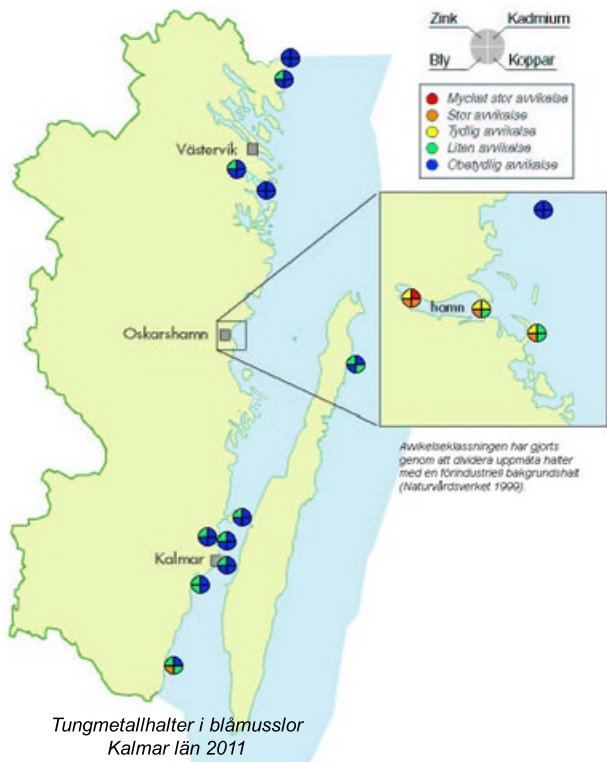 Zink Kadmium
Bly Koppar
Mycket stor avvikelse
Stor avvikelse
Tydlig avvikelse
Liten avvikelse
Obetydlig avvikelse
Västervik
hamn
Oskarshamn
Avvikelseklassningen har gjorts
genom att dividera uppmäta halter
med en förindustriell bakgrundshalt
(Naturvårdsverket 1999).
Kalmar
Tungmetallhalter i blåmusslor
Kalmar län 2011